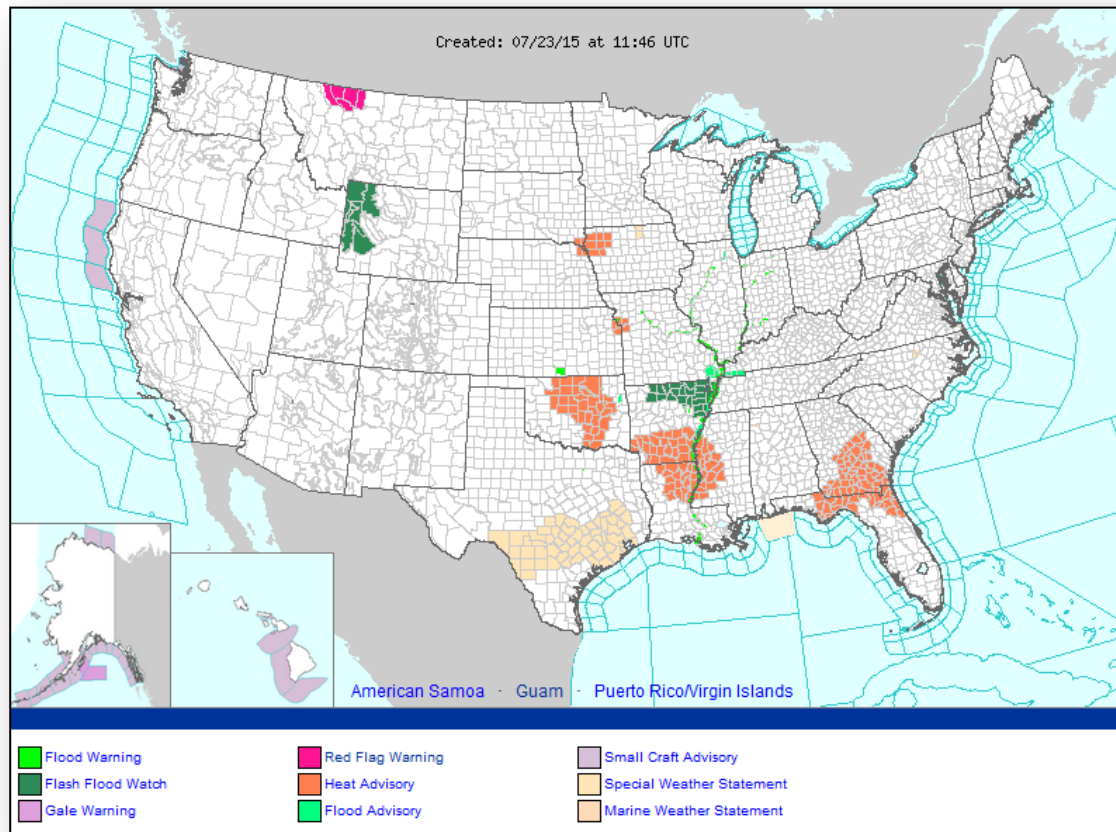 Created: 07/23/15 at 11:46 UTC
American Samoa · Guam · Puerto Rico/Virgin Islands
Flood Warning
Flash Flood Watch
Gale Warning
Red Flag Warning
Heat Advisory
Flood Advisory
Small Craft Advisory
Special Weather Statement
Marine Weather Statement